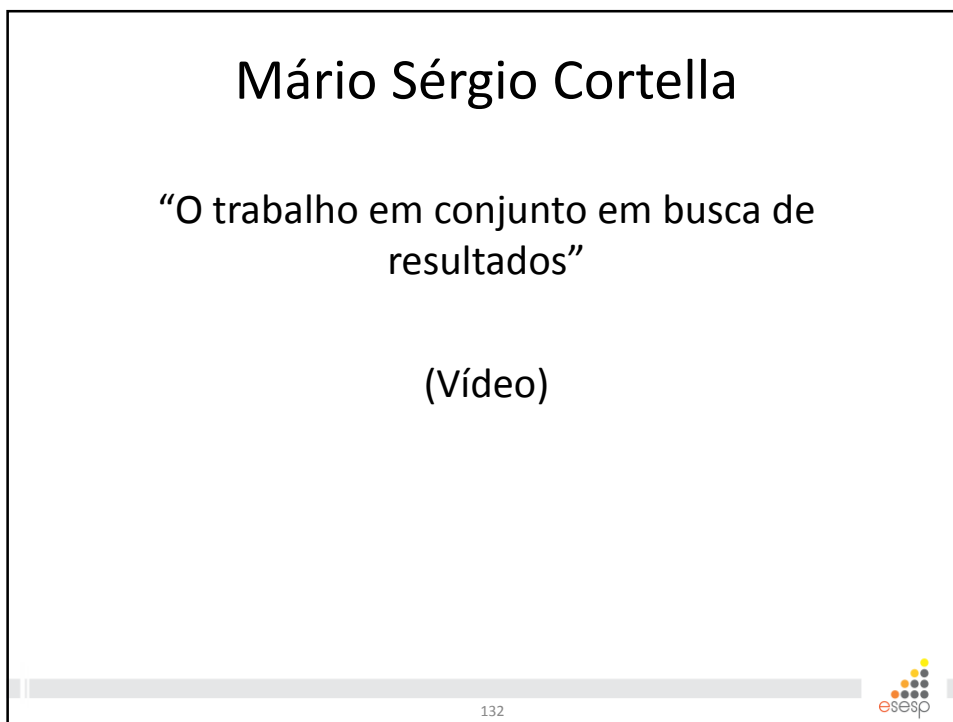 Mário Sérgio Cortella
“O trabalho em conjunto em busca de
resultados”
(Vídeo)
132
esesp